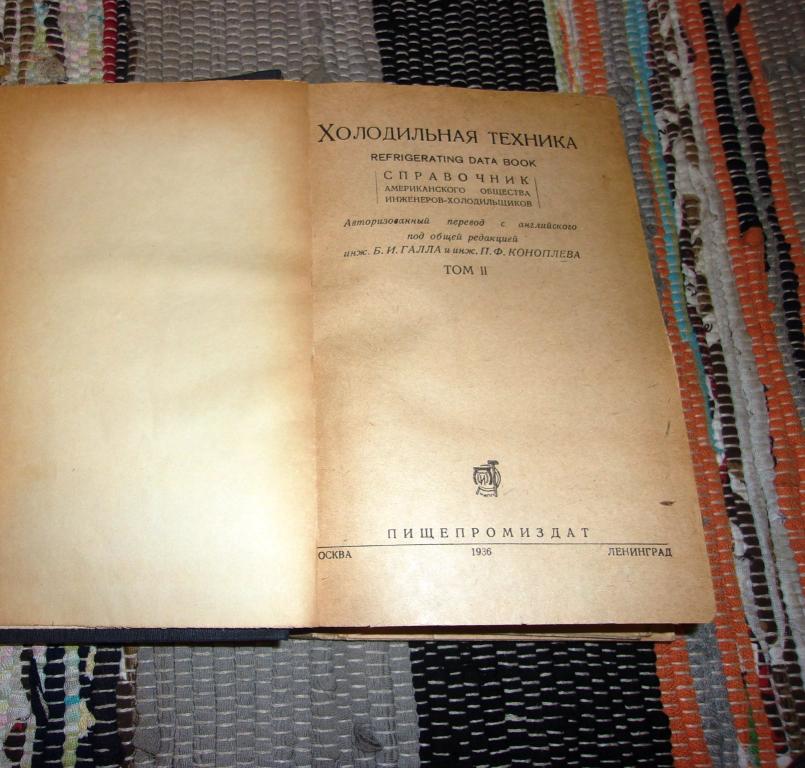 ХОЛОДИЛЬНАЯ ТЕХНИКА
REFRIGERATING DATA BOOK
СПРАВОЧНИК
АМЕРИКАНСКОГО ОБЩЕСТВА
ИНЖЕНЕРОВ-ХОЛОДИЛЬЩИКОВ
Авторизованный перевод с английского
под общей редакцией
инж. Б. И. ГАЛЛА и инж. П. Ф. КОНОПЛЕВА
ТОМ II
ПИЩЕПРОМИЗДАТ
ОСКВА 1936 ЛЕНИНГРАД